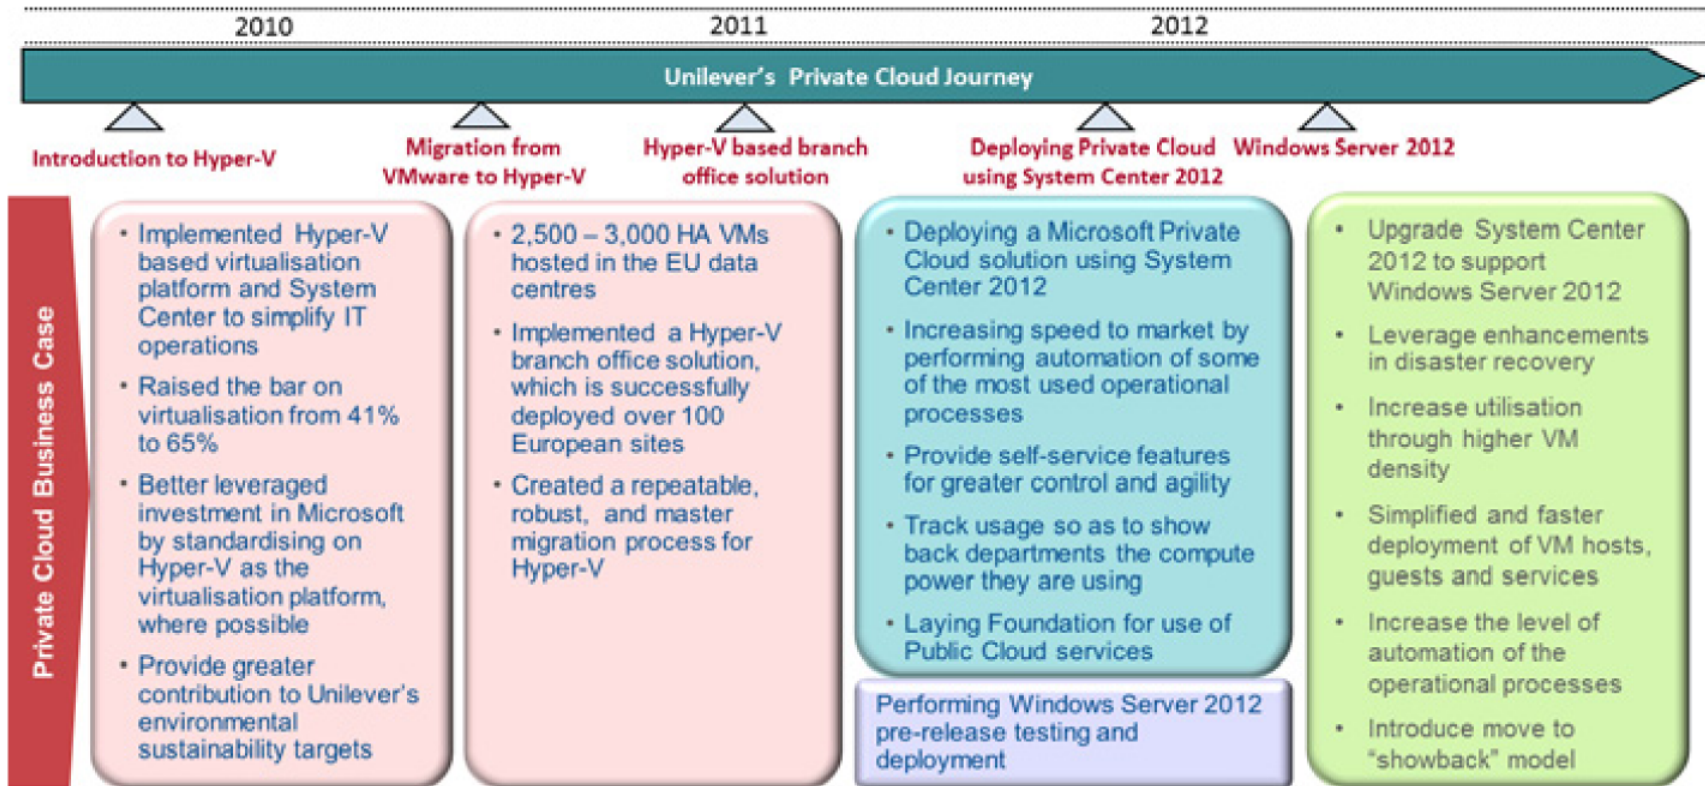 2010
2011
2012
Unilever's Private Cloud Journey
Introduction to Hyper-V
Migration from
VMware to Hyper-V
Hyper-V based branch
office solution
Deploying Private Cloud
using System Center 2012
Windows Server 2012
Private Cloud Business Case
• Implemented Hyper-V
based virtualisation
platform and System
Center to simplify IT
operations
• Raised the bar on
virtualisation from 41%
to 65%
• Better leveraged
investment in Microsoft
by standardising on
Hyper-V as the
virtualisation platform,
where possible
• Provide greater
contribution to Unilever's
environmental
sustainability targets
• 2,500 – 3,000 HA VMs
hosted in the EU data
centres
• Implemented a Hyper-V
branch office solution,
which is successfully
deployed over 100
European sites
• Created a repeatable,
robust, and master
migration process for
Hyper-V
• Deploying a Microsoft Private
Cloud solution using System
Center 2012
• Increasing speed to market by
performing automation of some
of the most used operational
processes
• Provide self-service features
for greater control and agility
• Track usage so as to show
back departments the compute
power they are using
• Laying Foundation for use of
Public Cloud services
Performing Windows Server 2012
pre-release testing and
deployment
• Upgrade System Center
2012 to support
Windows Server 2012
• Leverage enhancements
in disaster recovery
• Increase utilisation
through higher VM
density
• Simplified and faster
deployment of VM hosts,
guests and services
• Increase the level of
automation of the
operational processes
• Introduce move to
"showback" model